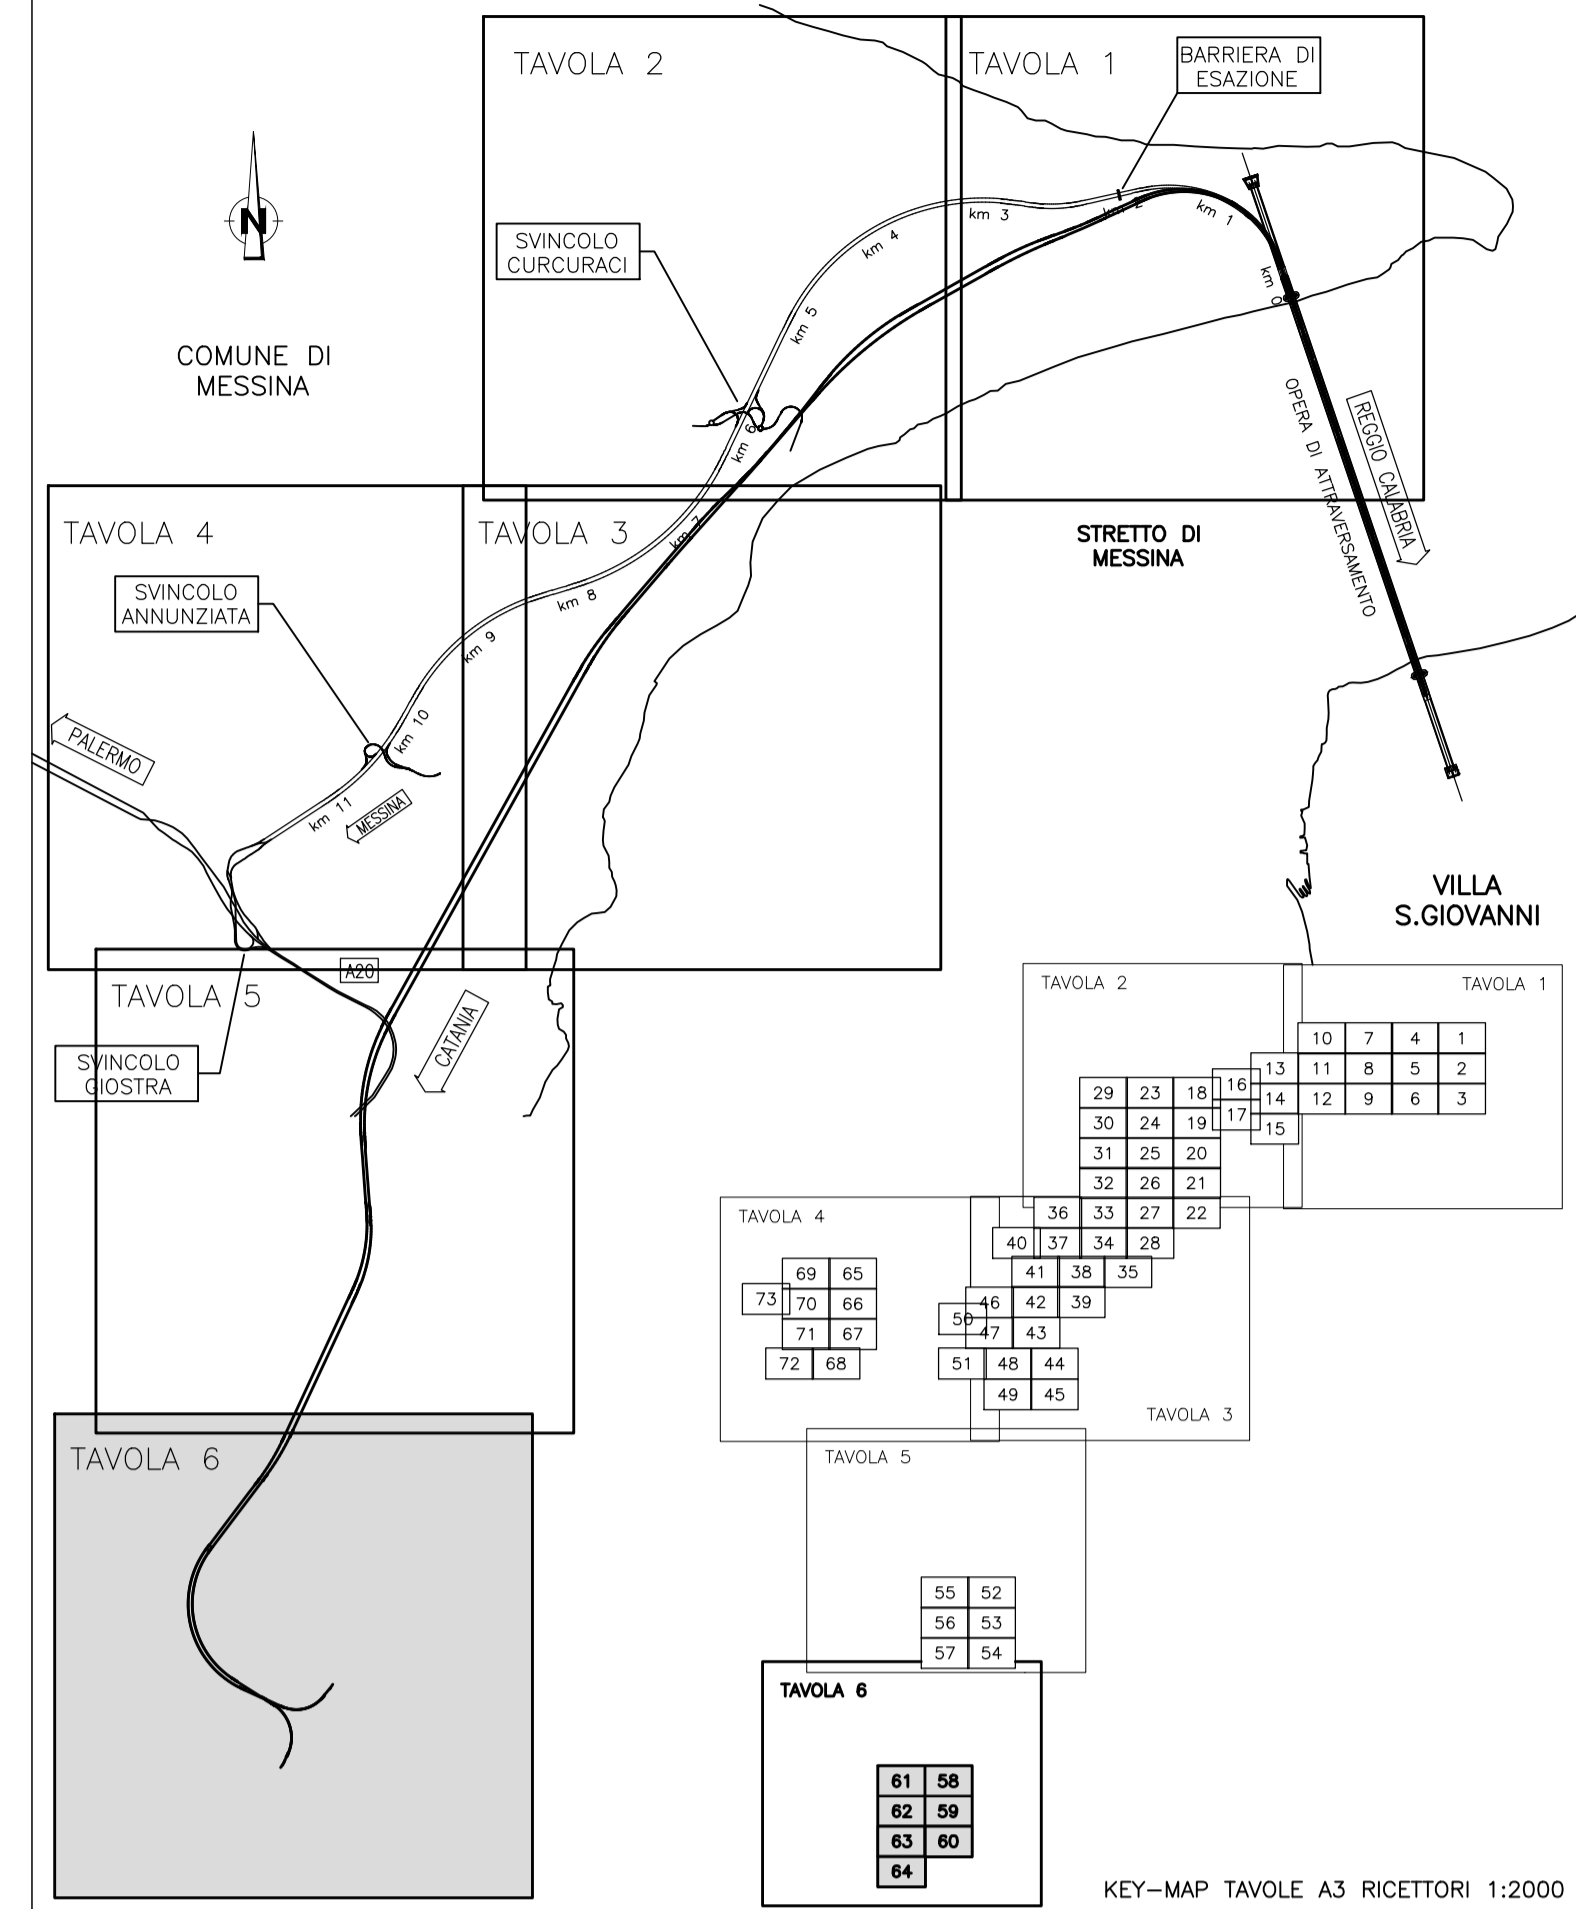 TAVOLA 2
TAVOLA 1
BARRIERA DI
ESAZIONE
N
SVINCOLO
CURCURACI
km 3
km 2
km 1
km 4
km 0
km 5
COMUNE DI
MESSINA
km 6
OPERA DI ATTRAVERSAMENTO
REGGIO CALABRIA
TAVOLA 4
TAVOLA 3
km 7
STRETTO DI
MESSINA
SVINCOLO
ANNUNZIATA
km 8
km 9
km 10
PALERMO
km 11
MESSINA
VILLA
S.GIOVANNI
A20
TAVOLA 5
CATANIA
SVINCOLO
GIOSTRA
TAVOLA 6
TAVOLA 2
TAVOLA 1
10 7 4 1
13 11 8 5 2
16
14 12 9 6 3
17
15
29 23 18
30 24 19
31 25 20
32 26 21
36 33 27 22
40 37 34 28
41 38 35
46 42 39
50
47 43
51 48 44
49 45
TAVOLA 4
69 65
73
70 66
71 67
72 68
TAVOLA 3
TAVOLA 5
55 52
56 53
57 54
TAVOLA 6
61 58
62 59
63 60
64
KEY-MAP TAVOLE A3 RICETTORI 1:2000